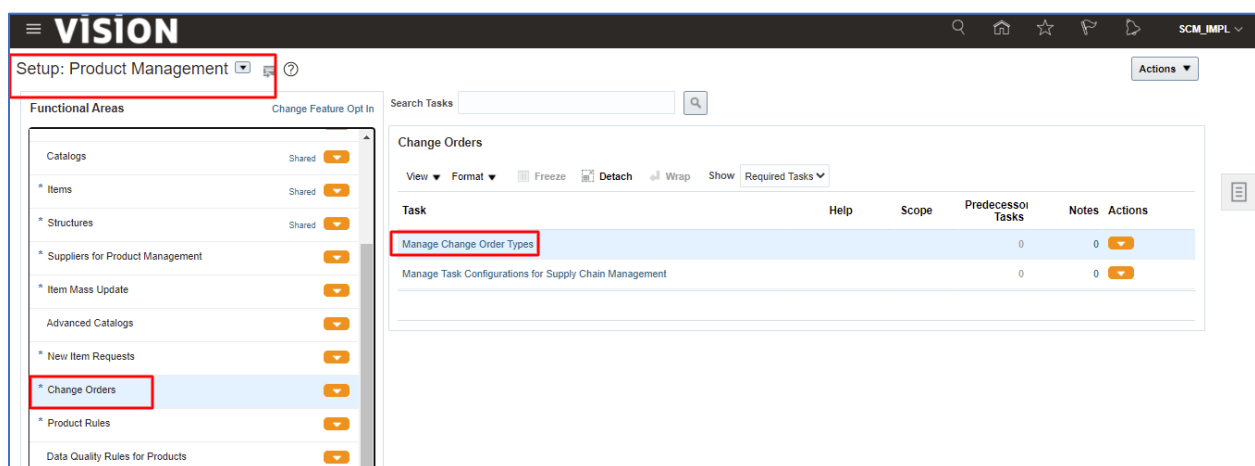 VISION
SCM_IMPL
Setup: Product Management
Actions
Functional Areas
Change Feature Opt In
Catalogs Shared
* Items Shared
* Structures Shared
* Suppliers for Product Management
* Item Mass Update
Advanced Catalogs
* New Item Requests
* Change Orders
* Product Rules
Data Quality Rules for Products
Search Tasks
Change Orders
View Format Freeze Detach Wrap Show Required Tasks
Task Help Scope Predecessor Tasks Notes Actions
Manage Change Order Types 0 0
Manage Task Configurations for Supply Chain Management 0 0